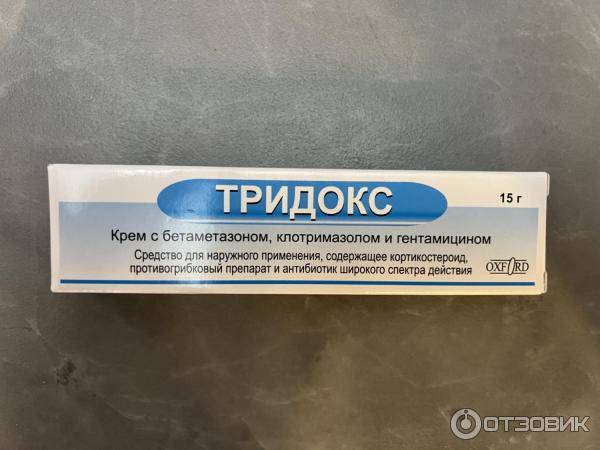 ТРИДОКС
15 г
Крем с бетаметазоном, клотримазолом и гентамицином
Средство для наружного применения, содержащее кортикостероид,
противогрибковый препарат и антибиотик широкого спектра действия
OXFORD
ОТЗОВИК